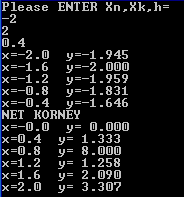 Please ENTER Xn,Xk,h=
-2
2
0.4
x=-2.0 y=-1.945
x=-1.6 y=-2.000
x=-1.2 y=-1.959
x=-0.8 y=-1.831
x=-0.4 y=-1.646
NET KORNEY
x=-0.0 y= 0.000
x=0.4 y= 1.333
x=0.8 y= 8.000
x=1.2 y= 1.258
x=1.6 y= 2.090
x=2.0 y= 3.307